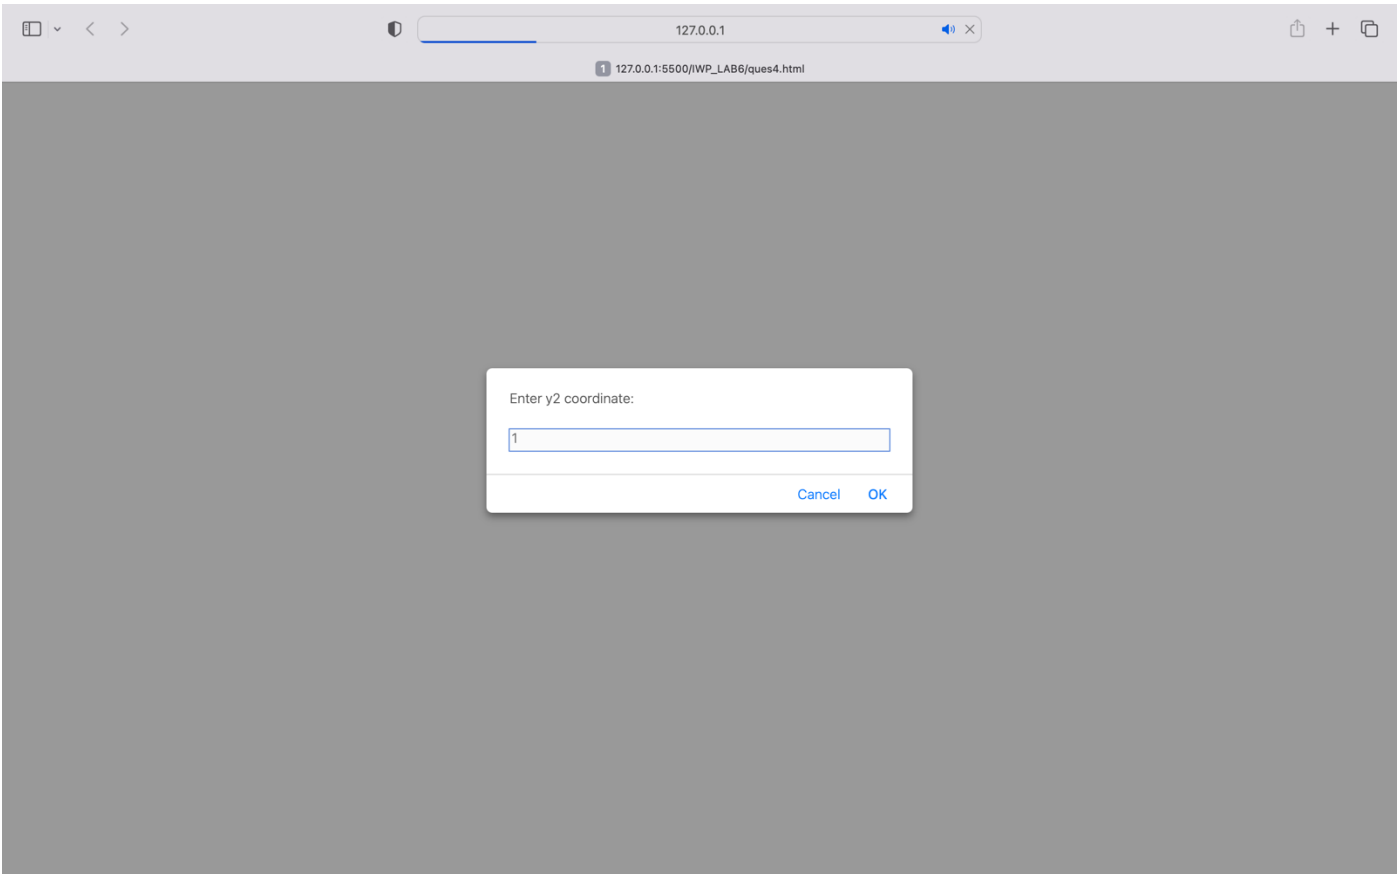 127.0.0.1
1 127.0.0.1:5500/IWP_LAB6/ques4.html
Enter y2 coordinate:
1
Cancel OK